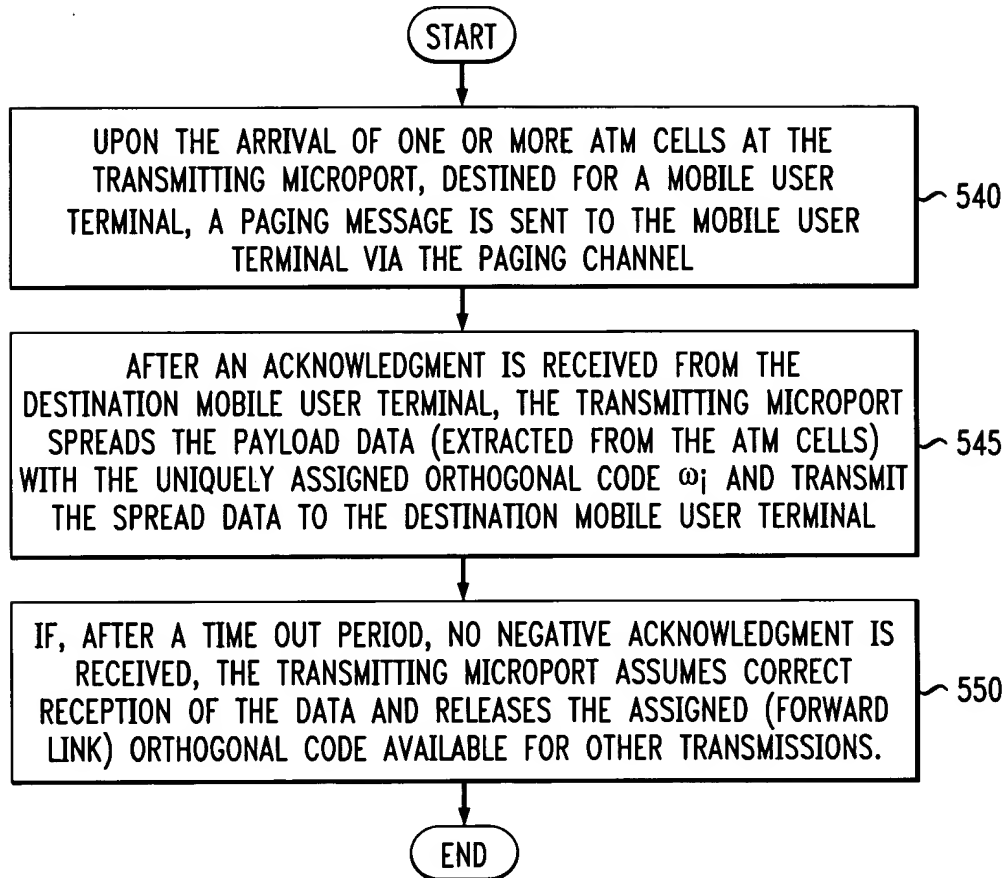 START
UPON THE ARRIVAL OF ONE OR MORE ATM CELLS AT THE
TRANSMITTING MICROPORT, DESTINED FOR A MOBILE USER
TERMINAL, A PAGING MESSAGE IS SENT TO THE MOBILE USER
TERMINAL VIA THE PAGING CHANNEL
540
AFTER AN ACKNOWLEDGMENT IS RECEIVED FROM THE
DESTINATION MOBILE USER TERMINAL, THE TRANSMITTING MICROPORT
SPREADS THE PAYLOAD DATA (EXTRACTED FROM THE ATM CELLS)
WITH THE UNIQUELY ASSIGNED ORTHOGONAL CODE ωj AND TRANSMIT
THE SPREAD DATA TO THE DESTINATION MOBILE USER TERMINAL
545
IF, AFTER A TIME OUT PERIOD, NO NEGATIVE ACKNOWLEDGMENT IS
RECEIVED, THE TRANSMITTING MICROPORT ASSUMES CORRECT
RECEPTION OF THE DATA AND RELEASES THE ASSIGNED (FORWARD
LINK) ORTHOGONAL CODE AVAILABLE FOR OTHER TRANSMISSIONS.
550
END